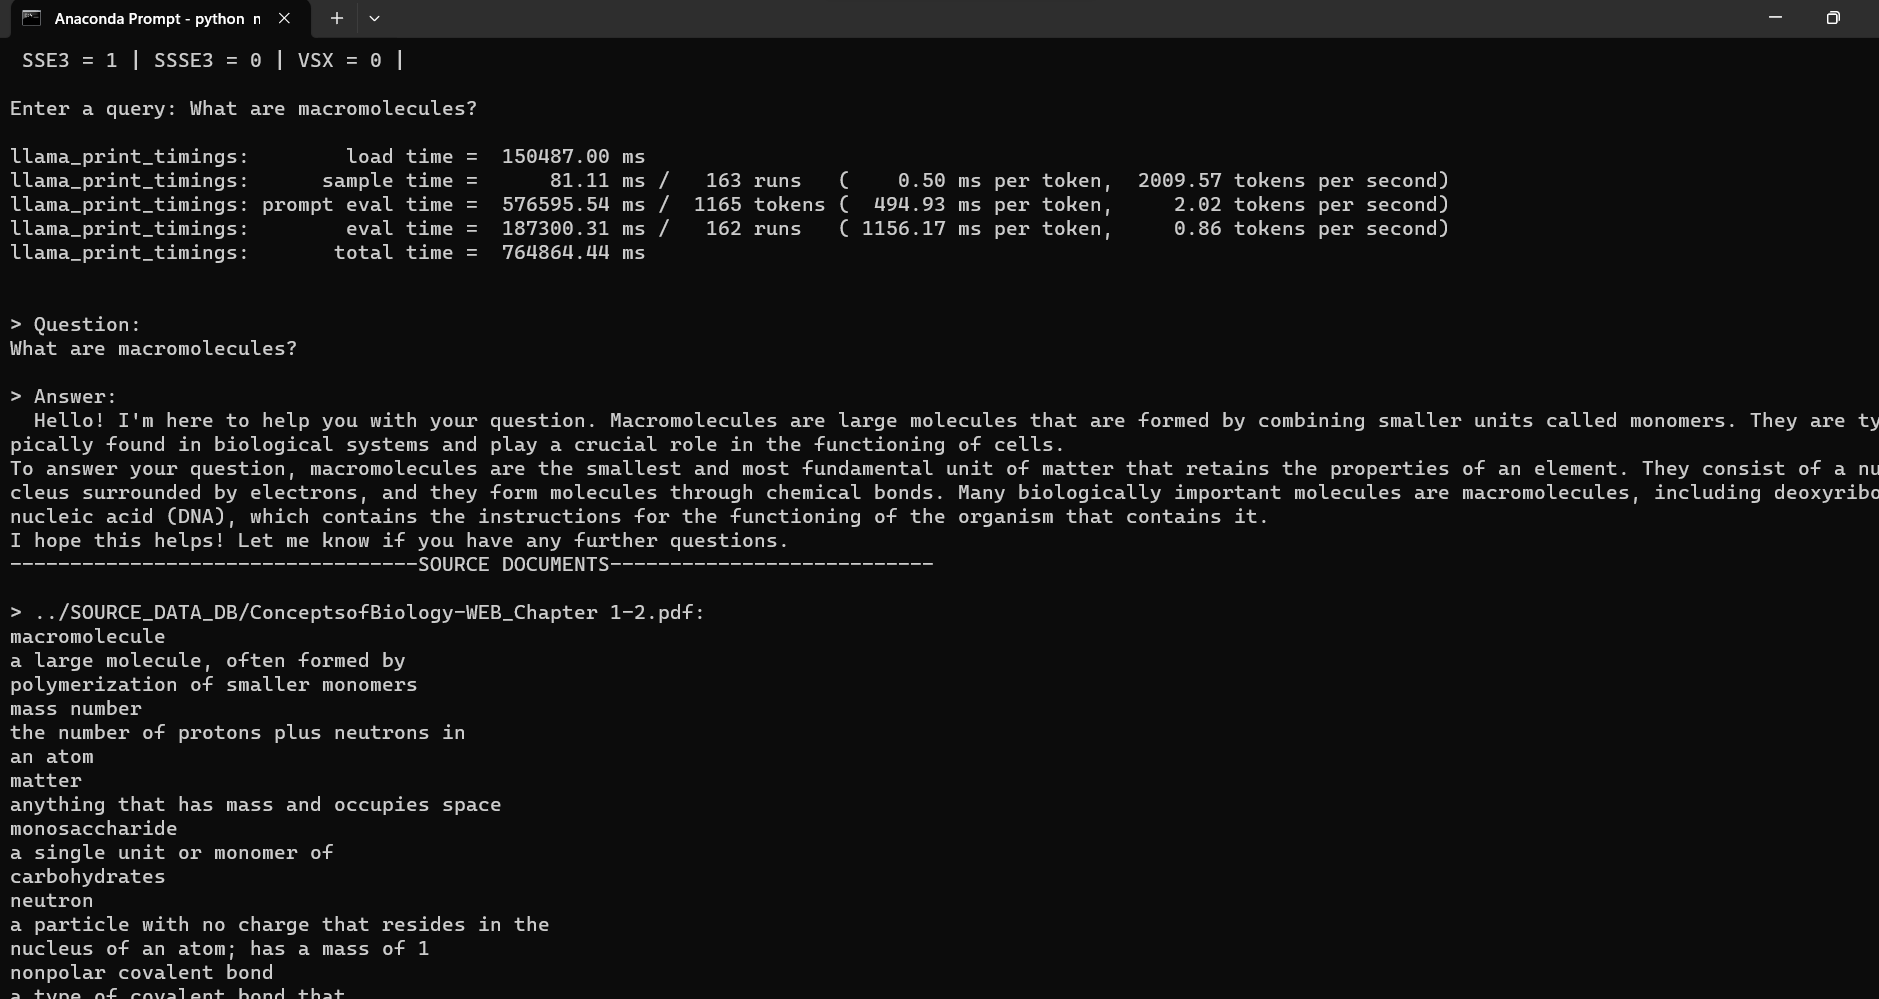 Anaconda Prompt - python  n
 SSE3 = 1 | SSSE3 = 0 | VSX = 0 |
Enter a query: What are macromolecules?
llama_print_timings:        load time =  150487.00 ms
llama_print_timings:      sample time =      81.11 ms /   163 runs   (    0.50 ms per token,  2009.57 tokens per second)
llama_print_timings: prompt eval time =  576595.54 ms /  1165 tokens (  494.93 ms per token,     2.02 tokens per second)
llama_print_timings:        eval time =  187300.31 ms /   162 runs   ( 1156.17 ms per token,     0.86 tokens per second)
llama_print_timings:       total time =  764864.44 ms
> Question:
What are macromolecules?
> Answer:
  Hello! I'm here to help you with your question. Macromolecules are large molecules that are formed by combining smaller units called monomers. They are ty
pically found in biological systems and play a crucial role in the functioning of cells.
To answer your question, macromolecules are the smallest and most fundamental unit of matter that retains the properties of an element. They consist of a nu
cleus surrounded by electrons, and they form molecules through chemical bonds. Many biologically important molecules are macromolecules, including deoxyribo
nucleic acid (DNA), which contains the instructions for the functioning of the organism that contains it.
I hope this helps! Let me know if you have any further questions.
----------------------------------SOURCE DOCUMENTS---------------------------
> ../SOURCE_DATA_DB/ConceptsofBiology-WEB_Chapter 1-2.pdf:
macromolecule
a large molecule, often formed by
polymerization of smaller monomers
mass number
the number of protons plus neutrons in
an atom
matter
anything that has mass and occupies space
monosaccharide
a single unit or monomer of
carbohydrates
neutron
a particle with no charge that resides in the
nucleus of an atom; has a mass of 1
nonpolar covalent bond
a type of covalent bond that